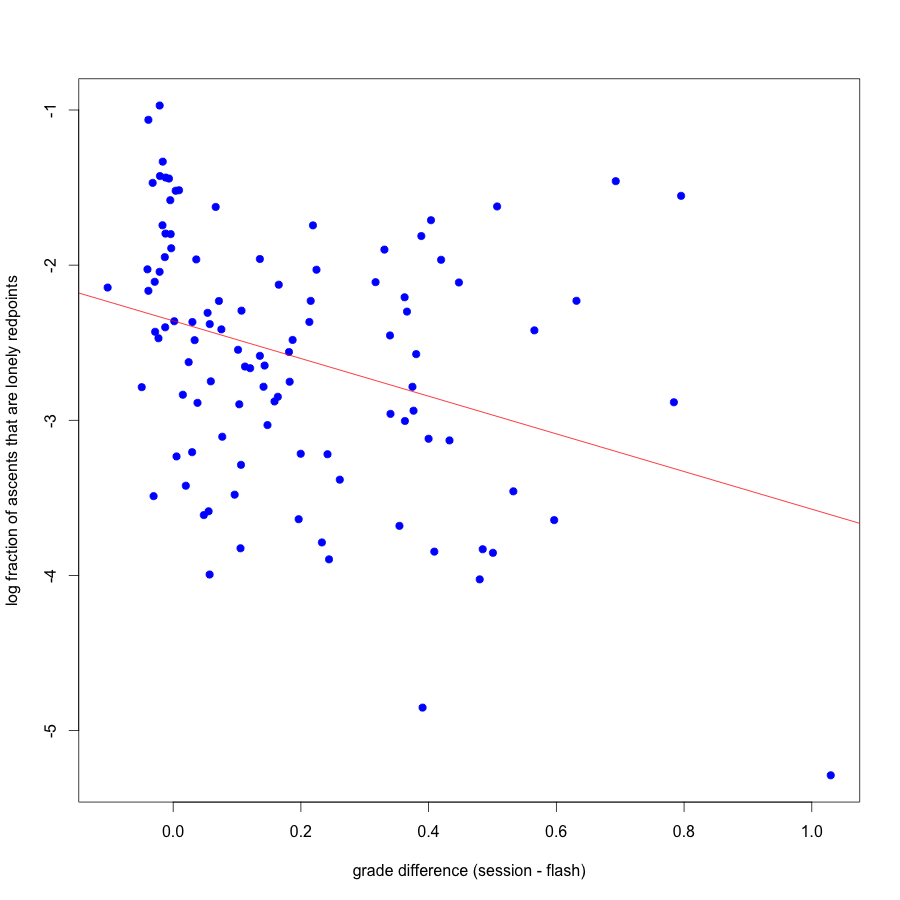 log fraction of ascents that are lonely redpoints
-1
-2
-3
-4
-5
0.0 0.2 0.4 0.6 0.8 1.0
grade difference (session - flash)